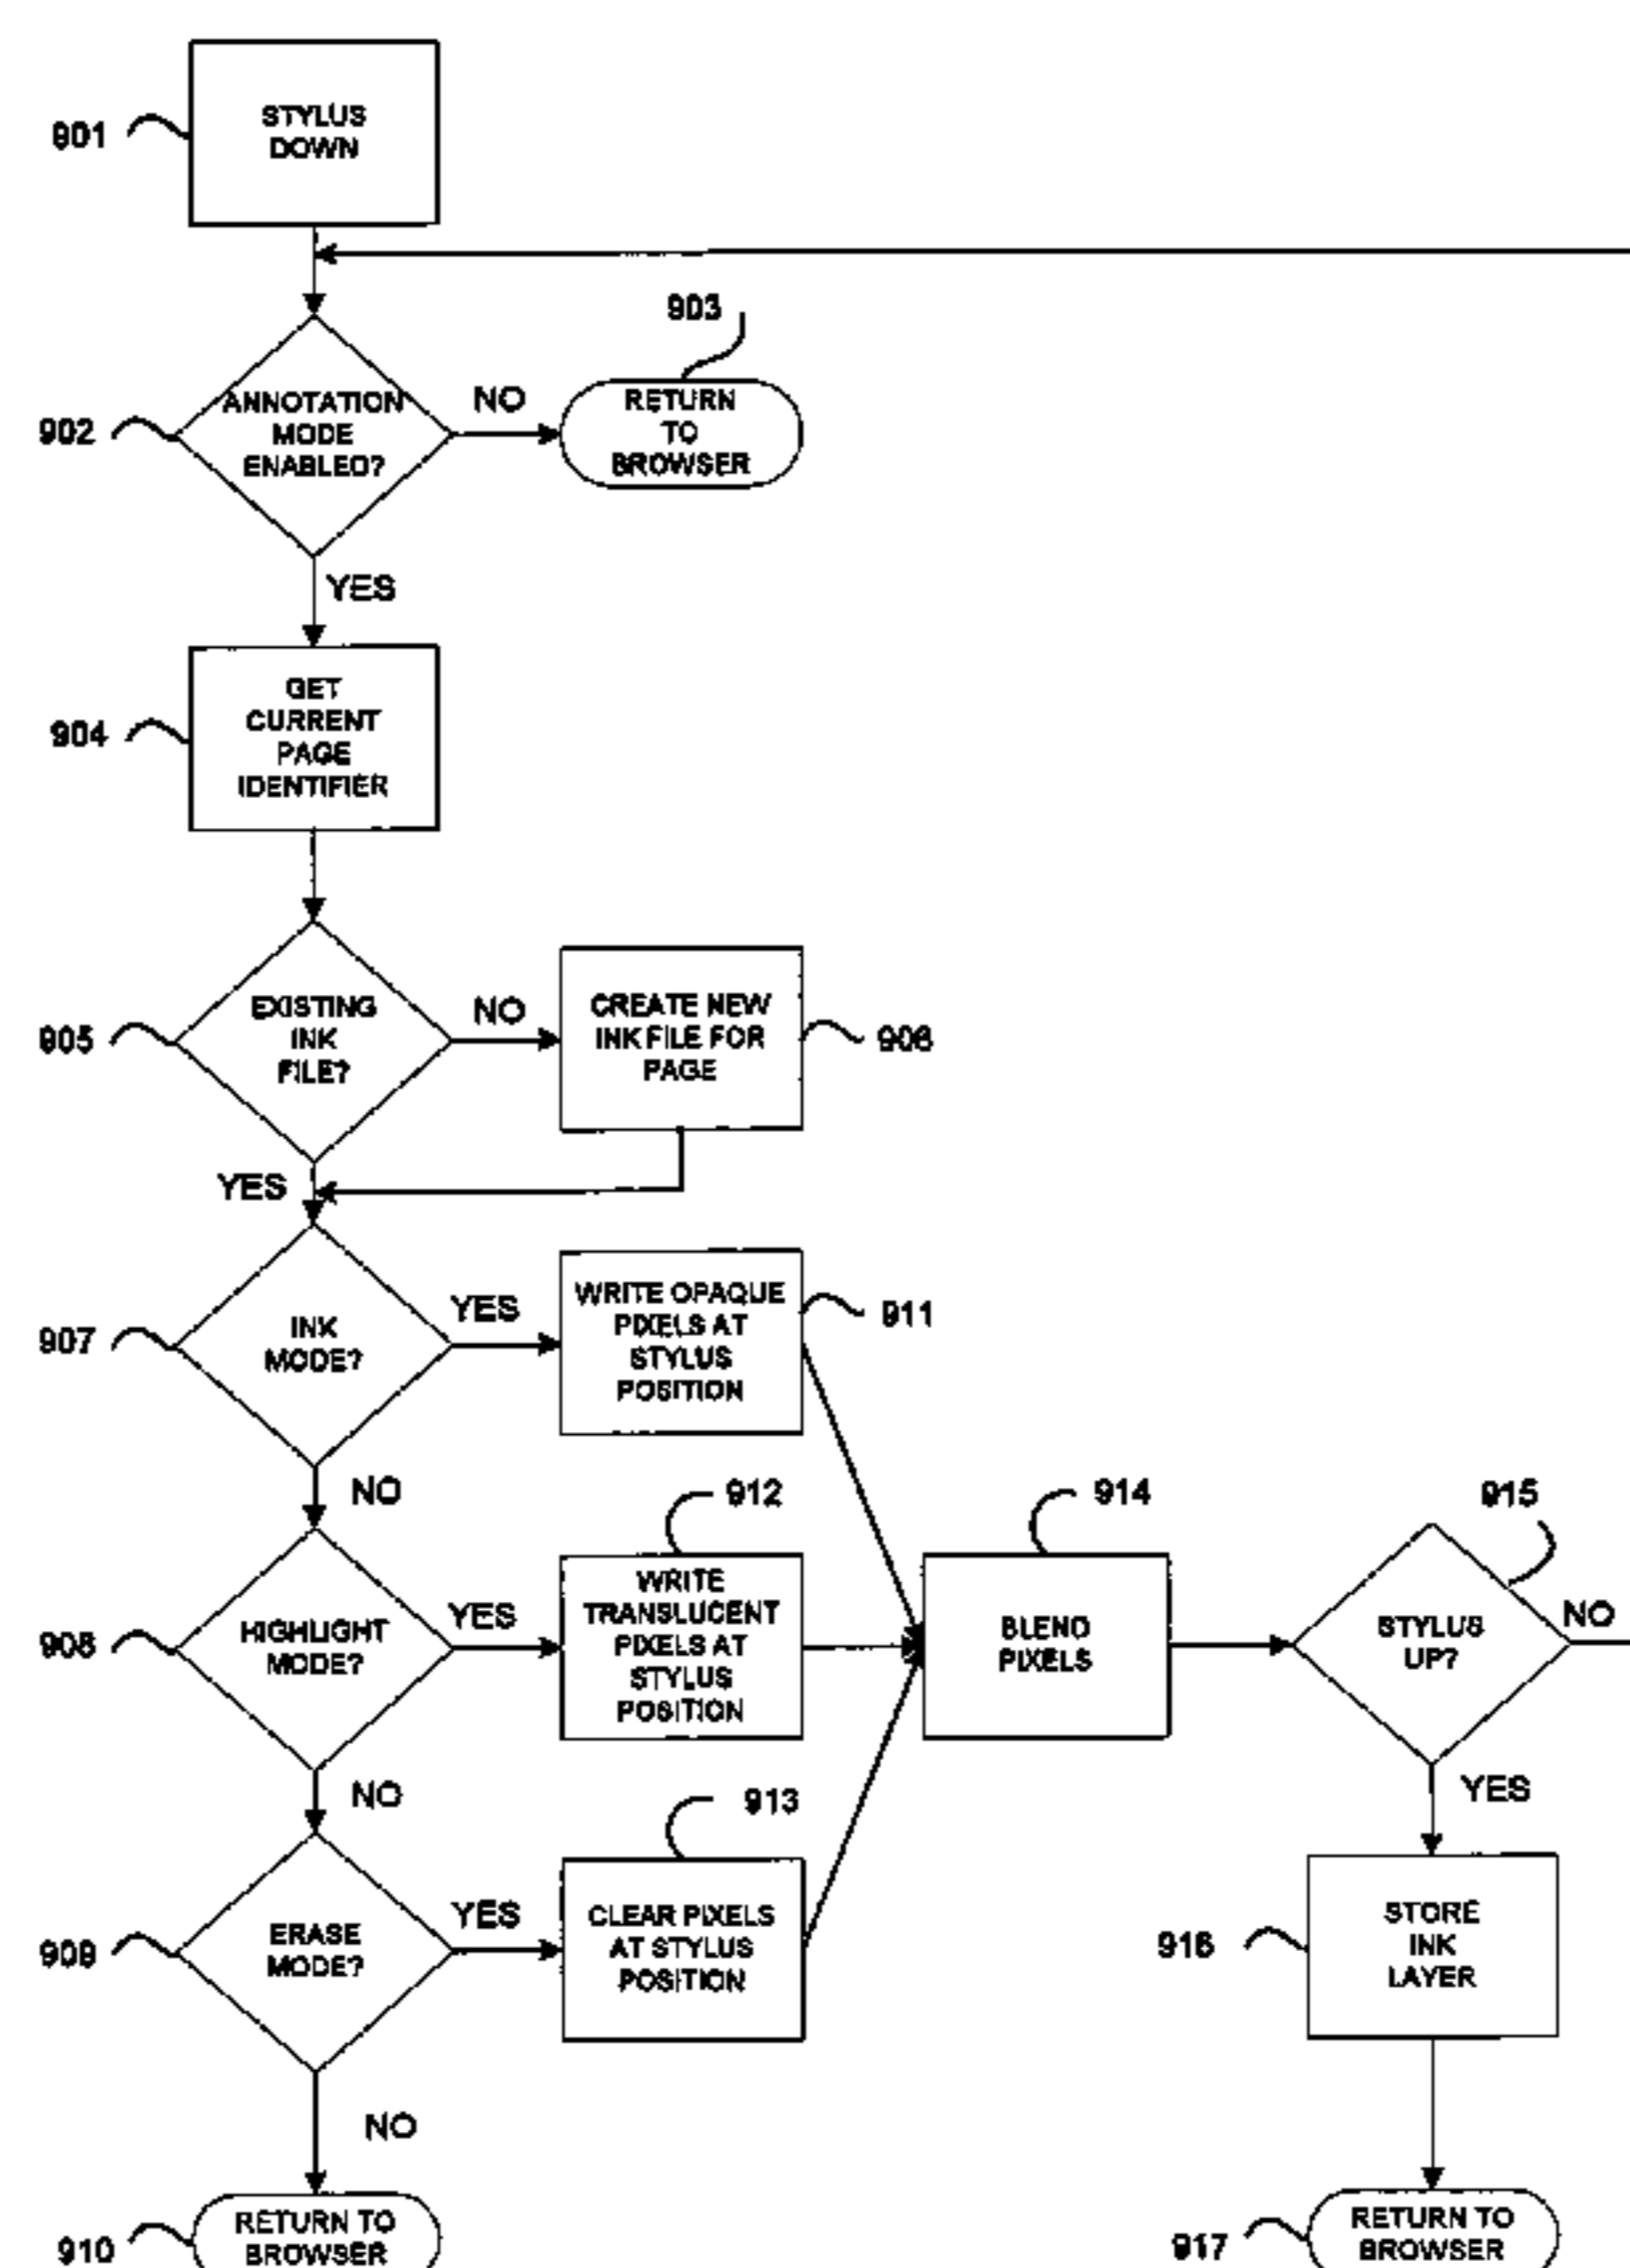 901
STYLUS
DOWN
903
902
ANNOTATION
MODE
ENABLED?
NO
RETURN
TO
BROWSER
YES
904
GET
CURRENT
PAGE
IDENTIFIER
905
EXISTING
INK
FILE?
NO
CREATE NEW
INK FILE FOR
PAGE
906
YES
907
INK
MODE?
YES
WRITE OPAQUE
PIXELS AT
STYLUS
POSITION
911
NO
912
914
915
908
HIGHLIGHT
MODE?
YES
WRITE
TRANSLUCENT
PIXELS AT
STYLUS
POSITION
BLEND
PIXELS
STYLUS
UP?
NO
NO
913
YES
909
ERASE
MODE?
YES
CLEAR PIXELS
AT STYLUS
POSITION
916
STORE
INK
LAYER
NO
910
RETURN TO
BROWSER
917
RETURN TO
BROWSER